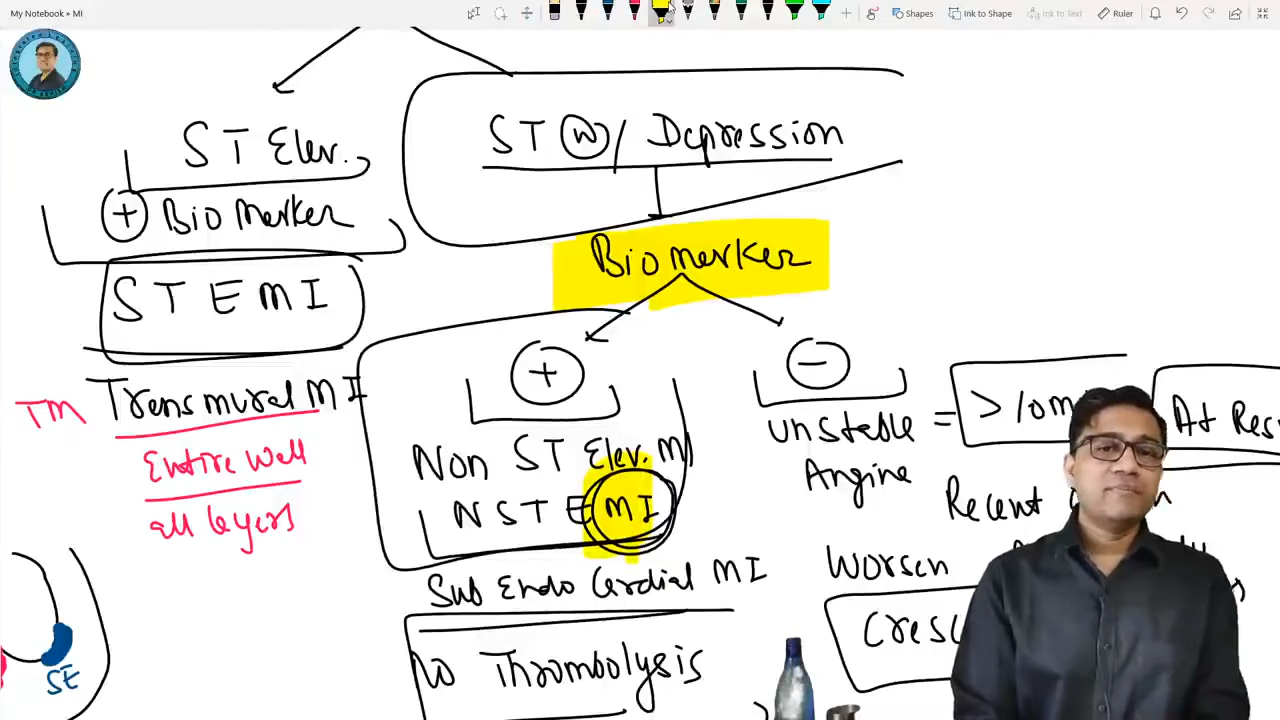 My Notebook > MI
Shapes
Ink to Shape
Ink to Text
Ruler
ST Elev.
+ Bio Marker
STEMI
Transmural MI
TM
Entire Wall
all layers
SE
ST N / Depression
Biomarker
+
Non ST Elev. MI
NSTEMI
Sub Endo Cardial MI
No Thrombolysis
-
Unstable
Angine
= > 10m
At Res
Recent
Worsen
Cresc